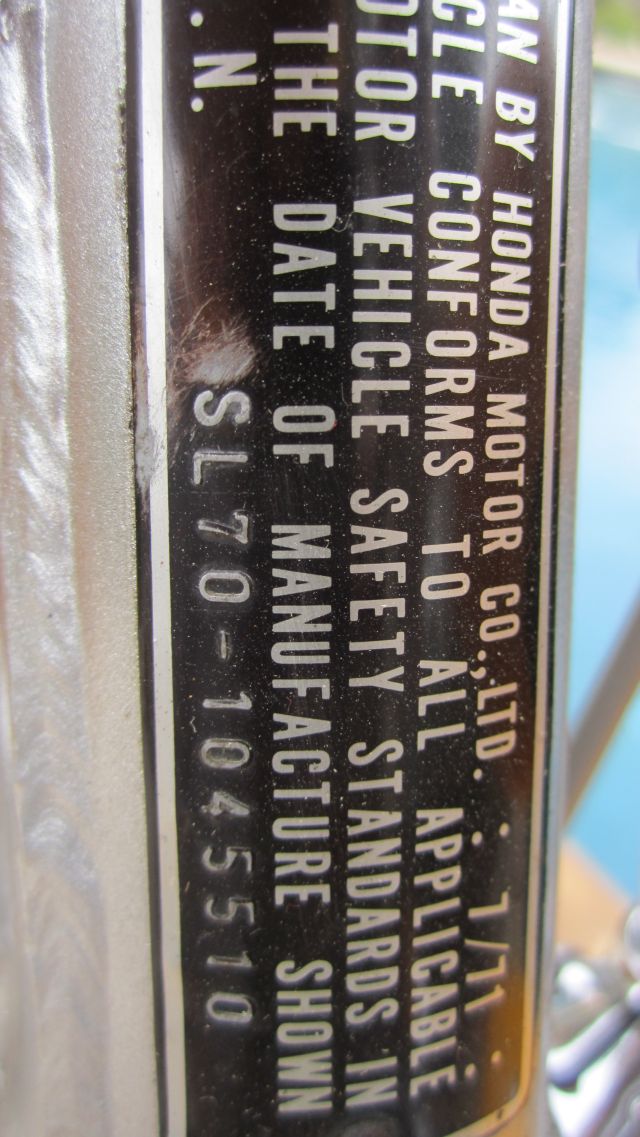 AN BY HONDA MOTOR CO.,LTD. 7/71
CLE CONFORMS TO ALL APPLICABLE
OTOR VEHICLE SAFETY STANDARDS IN
THE DATE OF MANUFACTURE SHOWN
.N. SL70-1045510